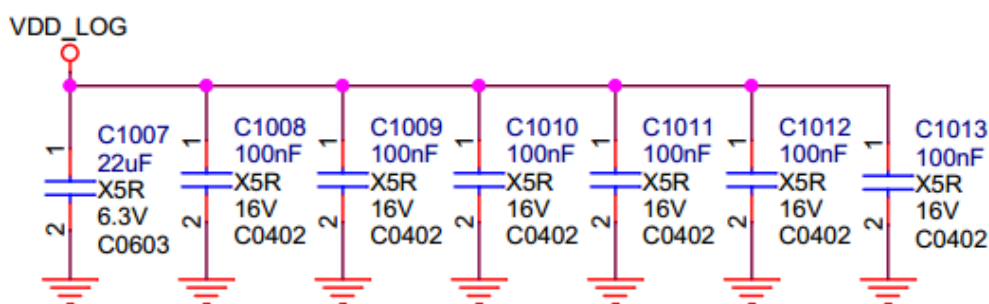 VDD_LOG
1
2
C1007
22uF
X5R
6.3V
C0603
1
2
C1008
100nF
X5R
16V
C0402
1
2
C1009
100nF
X5R
16V
C0402
1
2
C1010
100nF
X5R
16V
C0402
1
2
C1011
100nF
X5R
16V
C0402
1
2
C1012
100nF
X5R
16V
C0402
1
2
C1013
100nF
X5R
16V
C0402